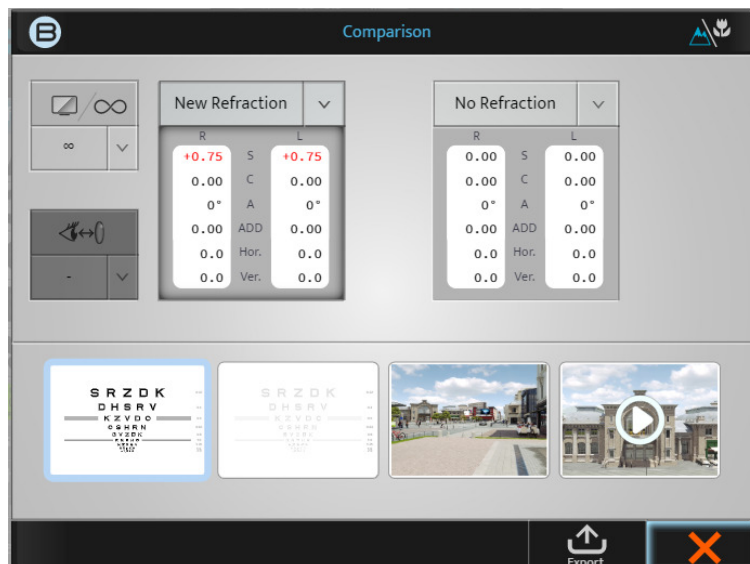 B
Comparison
∞
∞
-
New Refraction
R L
+0.75 S +0.75
0.00 C 0.00
0° A 0°
0.00 ADD 0.00
0.0 Hor. 0.0
0.0 Ver. 0.0
No Refraction
R L
0.00 S 0.00
0.00 C 0.00
0° A 0°
0.00 ADD 0.00
0.0 Hor. 0.0
0.0 Ver. 0.0
SRZDK
DHSRV
KZVDC
SRZDK
DHSRV
KZVDC
Export